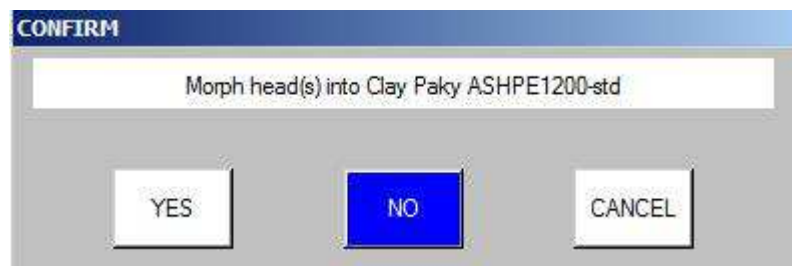 CONFIRM
Morph head(s) into Clay Paky ASHPE1200-std
YES NO CANCEL